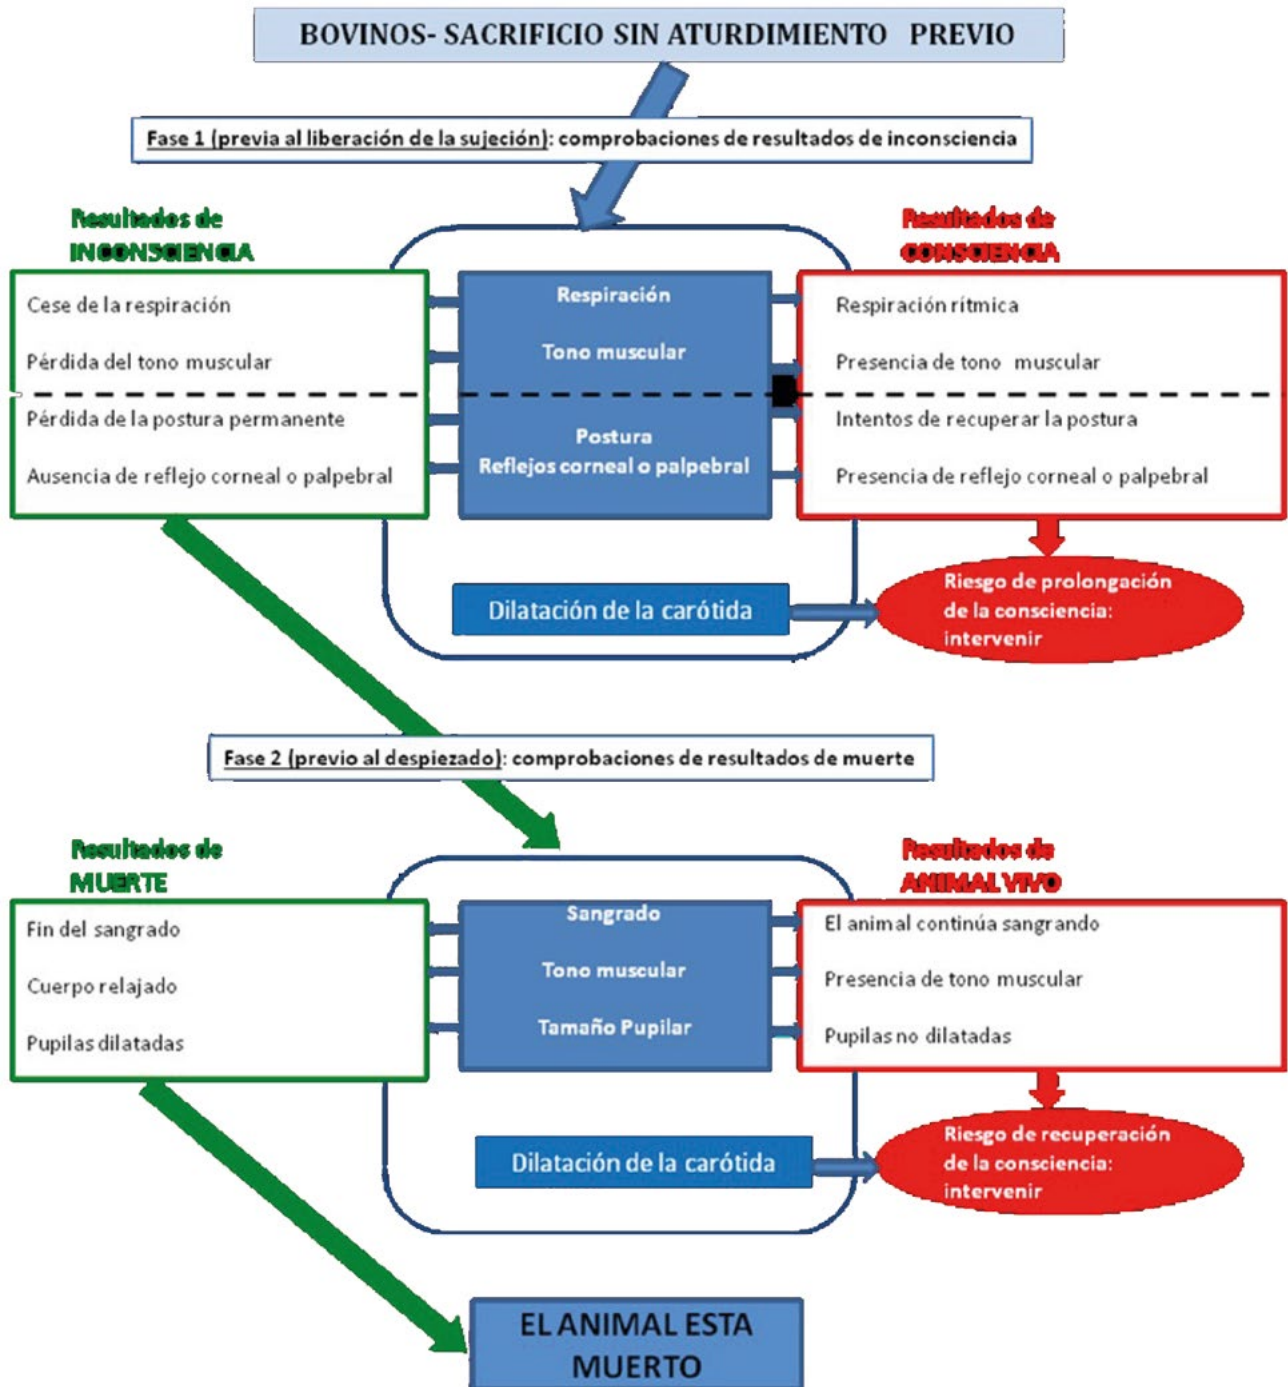 BOVINOS- SACRIFICIO SIN ATURDIMIENTO PREVIO
Fase 1 (previa al liberación de la sujeción): comprobaciones de resultados de inconsciencia
Resultados de
INCONSCIENCIA
Cese de la respiración
Pérdida del tono muscular
Pérdida de la postura permanente
Ausencia de reflejo corneal o palpebral
Respiración
Tono muscular
Postura
Reflejos corneal o palpebral
Resultados de
CONSCIENCIA
Respiración rítmica
Presencia de tono muscular
Intentos de recuperar la postura
Presencia de reflejo corneal o palpebral
Dilatación de la carótida
Riesgo de prolongación
de la consciencia:
intervenir
Fase 2 (previo al despiezado): comprobaciones de resultados de muerte
Resultados de
MUERTE
Fin del sangrado
Cuerpo relajado
Pupilas dilatadas
Sangrado
Tono muscular
Tamaño Pupilar
Resultados de
ANIMAL VIVO
El animal continúa sangrando
Presencia de tono muscular
Pupilas no dilatadas
Dilatación de la carótida
Riesgo de recuperación
de la consciencia:
intervenir
EL ANIMAL ESTA
MUERTO